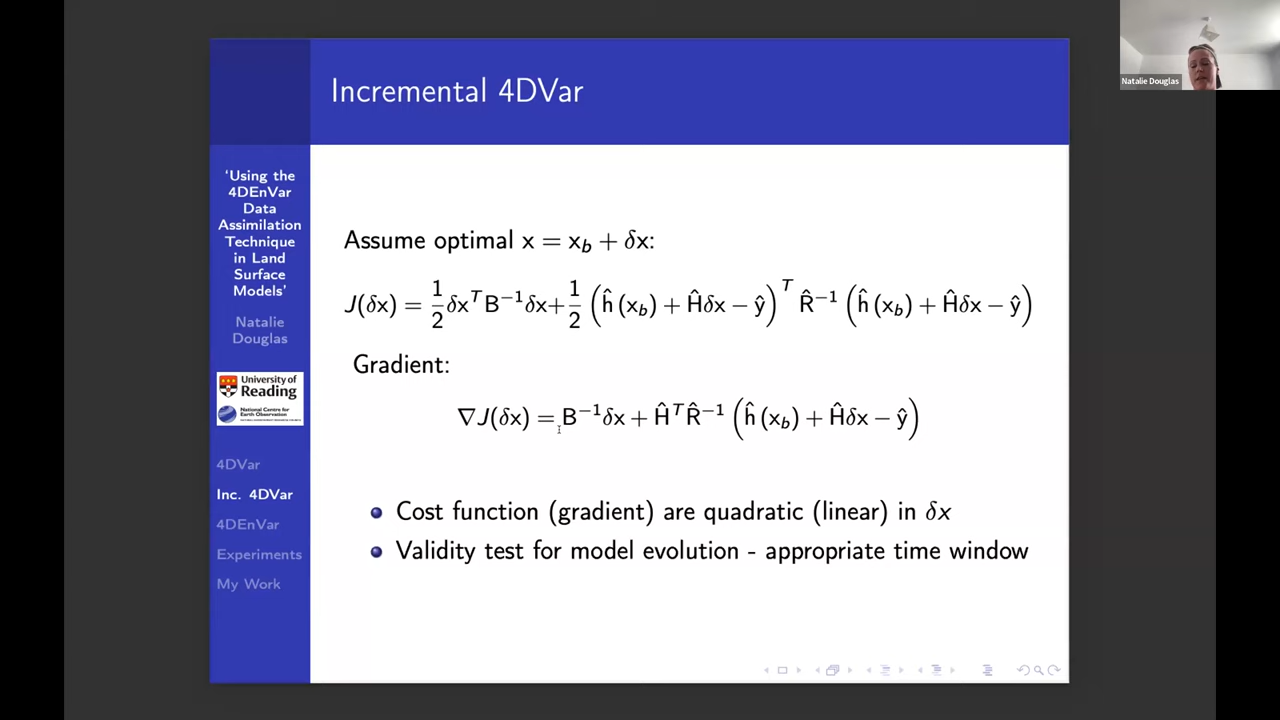 Incremental 4DVar
Natalie Douglas
'Using the
4DEnVar
Data
Assimilation
Technique
in Land
Surface
Models'
Natalie
Douglas
University of
Reading
National Centre for
Earth Observation
4DVar
Inc. 4DVar
4DEnVar
Experiments
My Work
Assume optimal x = x_b + δx:
J(δx) = 1/2 δx^T B^−1 δx + 1/2 (ĥ (x_b) + Ĥδx − ŷ)^T R̂^−1 (ĥ (x_b) + Ĥδx − ŷ)
Gradient:
∇J(δx) = B^−1 δx + Ĥ^T R̂^−1 (ĥ (x_b) + Ĥδx − ŷ)
Cost function (gradient) are quadratic (linear) in δx
Validity test for model evolution - appropriate time window